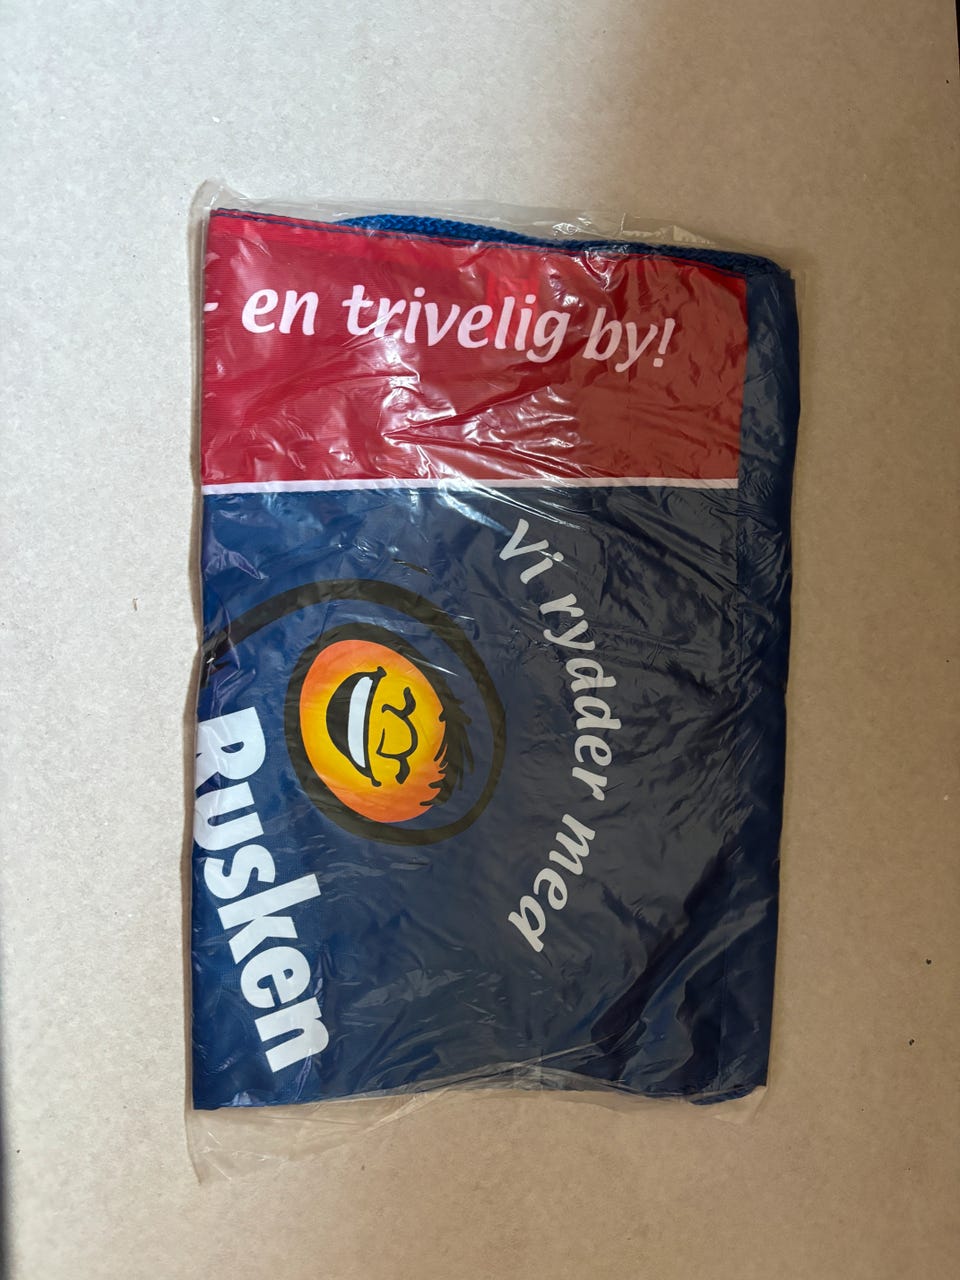 - en trivelig by!
Vi rydder med
Rusken